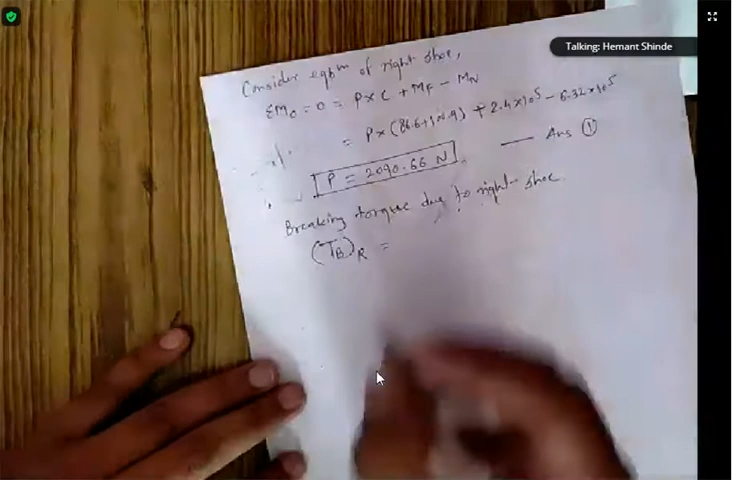 Talking: Hemant Shinde
Consider eqbm of right shoe,
ΣM₀ = 0 = P × C + MF - MN
= P × (86.6+100.9) + 2.4×10⁵ - 6.32×10⁵
P = 2090.66 N — Ans ①
Breaking torque due to right shoe.
(TB)R =